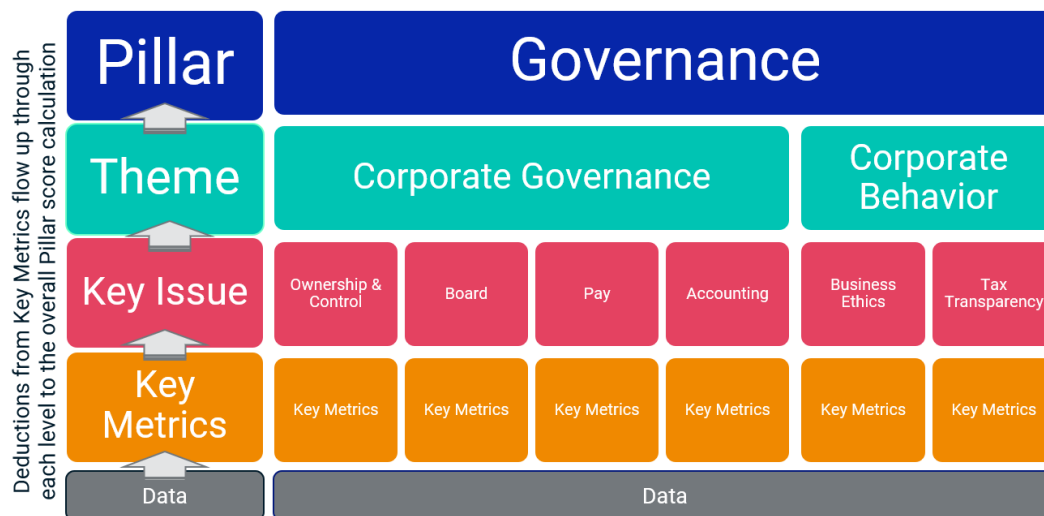 Deductions from Key Metrics flow up through
each level to the overall Pillar score calculation
Pillar
Governance
Theme
Corporate Governance
Corporate
Behavior
Key Issue
Ownership &
Control
Board
Pay
Accounting
Business
Ethics
Tax
Transparency
Key
Metrics
Key Metrics
Key Metrics
Key Metrics
Key Metrics
Key Metrics
Key Metrics
Data
Data